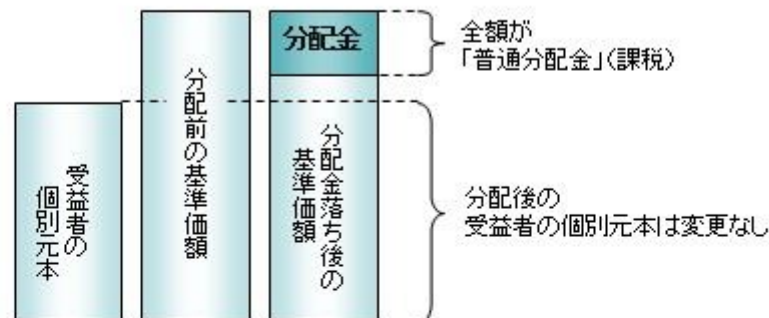 受益者の
個別元本
分配前の基準価額
分配金
分配金落ち後の
基準価額
全額が
「普通分配金」(課税)
分配後の
受益者の個別元本は変更なし